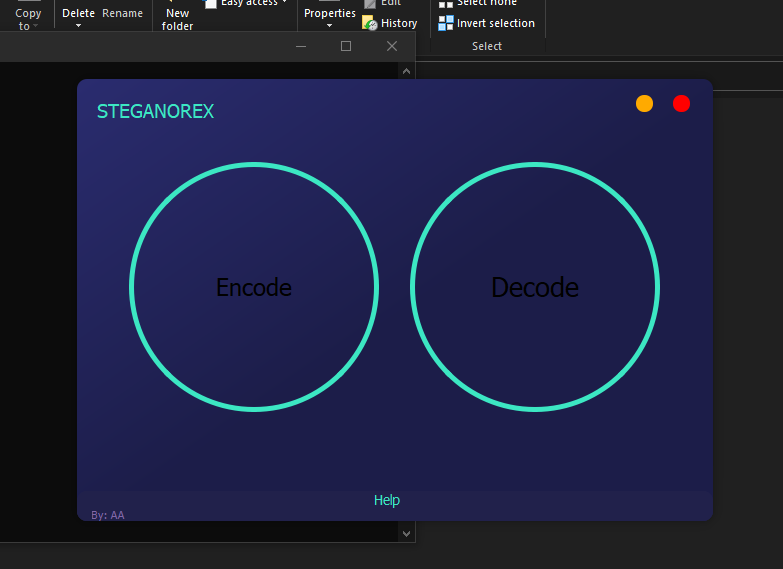 Easy access
Edit
Select none
Copy
to
Delete
Rename
New
folder
Properties
History
Invert selection
Select
STEGANOREX
Encode
Decode
Help
By: AA